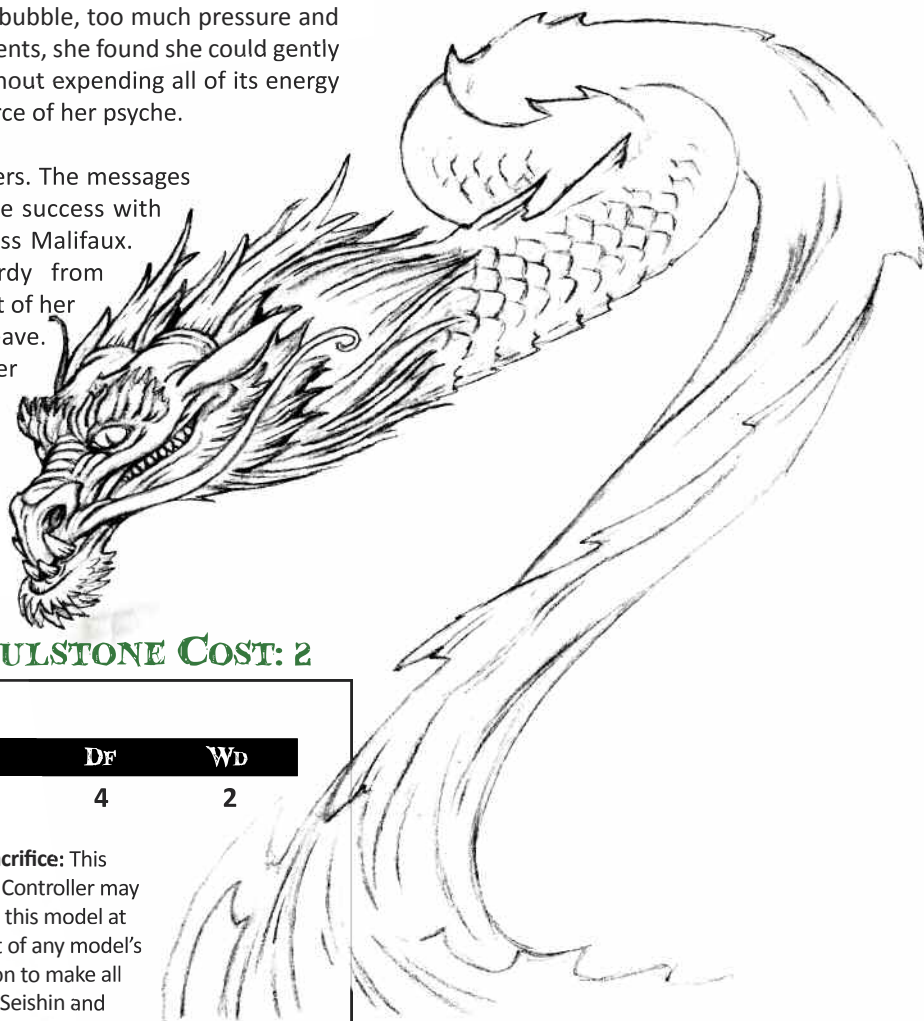 bubble, too much pressure and
ents, she found she could gently
hout expending all of its energy
rce of her psyche.
ers. The messages
e success with
ss Malifaux.
rdy from
t of her
ave.
er
ULSTONE COST: 2
DF WD
4 2
crifice: This
Controller may
this model at
t of any model's
on to make all
Seishin and